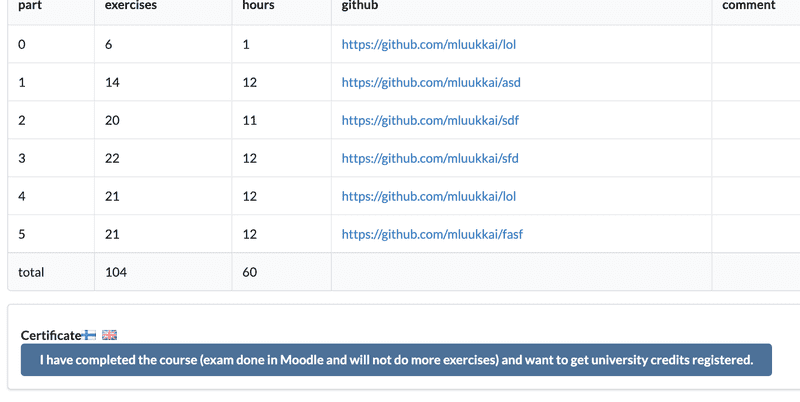 part exercises hours github comment
0 6 1 https://github.com/mluukkai/lol
1 14 12 https://github.com/mluukkai/asd
2 20 11 https://github.com/mluukkai/sdf
3 22 12 https://github.com/mluukkai/sfd
4 21 12 https://github.com/mluukkai/lol
5 21 12 https://github.com/mluukkai/fasf
total 104 60
Certificate
I have completed the course (exam done in Moodle and will not do more exercises) and want to get university credits registered.